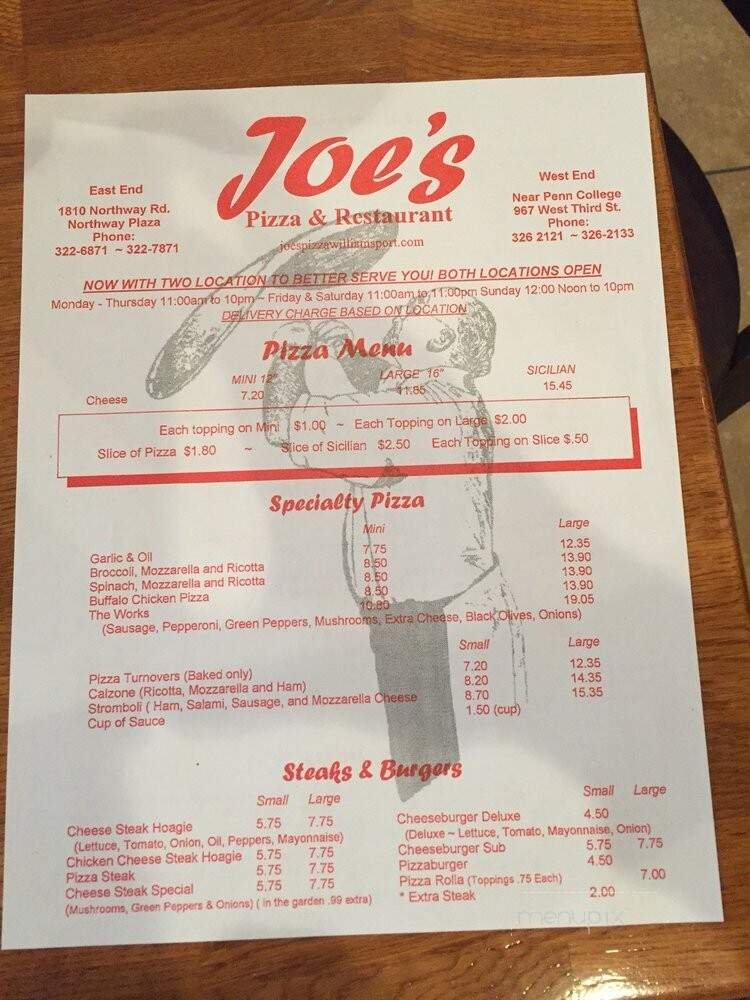 Joe's
Pizza & Restaurant
joespizzawilliamsport.com
East End
1810 Northway Rd.
Northway Plaza
Phone:
322-6871 ~ 322-7871
West End
Near Penn College
967 West Third St.
Phone:
326 2121 ~ 326-2133
NOW WITH TWO LOCATION TO BETTER SERVE YOU! BOTH LOCATIONS OPEN
Monday - Thursday 11:00am to 10pm ~ Friday & Saturday 11:00am to 11:00pm Sunday 12:00 Noon to 10pm
DELIVERY CHARGE BASED ON LOCATION
Pizza Menu
MINI 12" LARGE 16" SICILIAN
Cheese 7.20 11.85 15.45
Each topping on Mini $1.00 ~ Each Topping on Large $2.00
Slice of Pizza $1.80 ~ Slice of Sicilian $2.50 Each Topping on Slice $.50
Specialty Pizza
Mini Large
Garlic & Oil 7.75 12.35
Broccoli, Mozzarella and Ricotta 8.50 13.90
Spinach, Mozzarella and Ricotta 8.50 13.90
Buffalo Chicken Pizza 8.50 13.90
The Works 10.80 19.05
(Sausage, Pepperoni, Green Peppers, Mushrooms, Extra Cheese, Black Olives, Onions)
Small Large
Pizza Turnovers (Baked only) 7.20 12.35
Calzone (Ricotta, Mozzarella and Ham) 8.20 14.35
Stromboli ( Ham, Salami, Sausage, and Mozzarella Cheese 8.70 15.35
Cup of Sauce 1.50 (cup)
Steaks & Burgers
Small Large
Cheese Steak Hoagie 5.75 7.75
(Lettuce, Tomato, Onion, Oil, Peppers, Mayonnaise)
Chicken Cheese Steak Hoagie 5.75 7.75
Pizza Steak 5.75 7.75
Cheese Steak Special 5.75 7.75
(Mushrooms, Green Peppers & Onions) ( in the garden .99 extra)
Small Large
Cheeseburger Deluxe 4.50
(Deluxe ~ Lettuce, Tomato, Mayonnaise, Onion)
Cheeseburger Sub 5.75 7.75
Pizzaburger 4.50
Pizza Rolla (Toppings .75 Each) 7.00
* Extra Steak 2.00
menupix